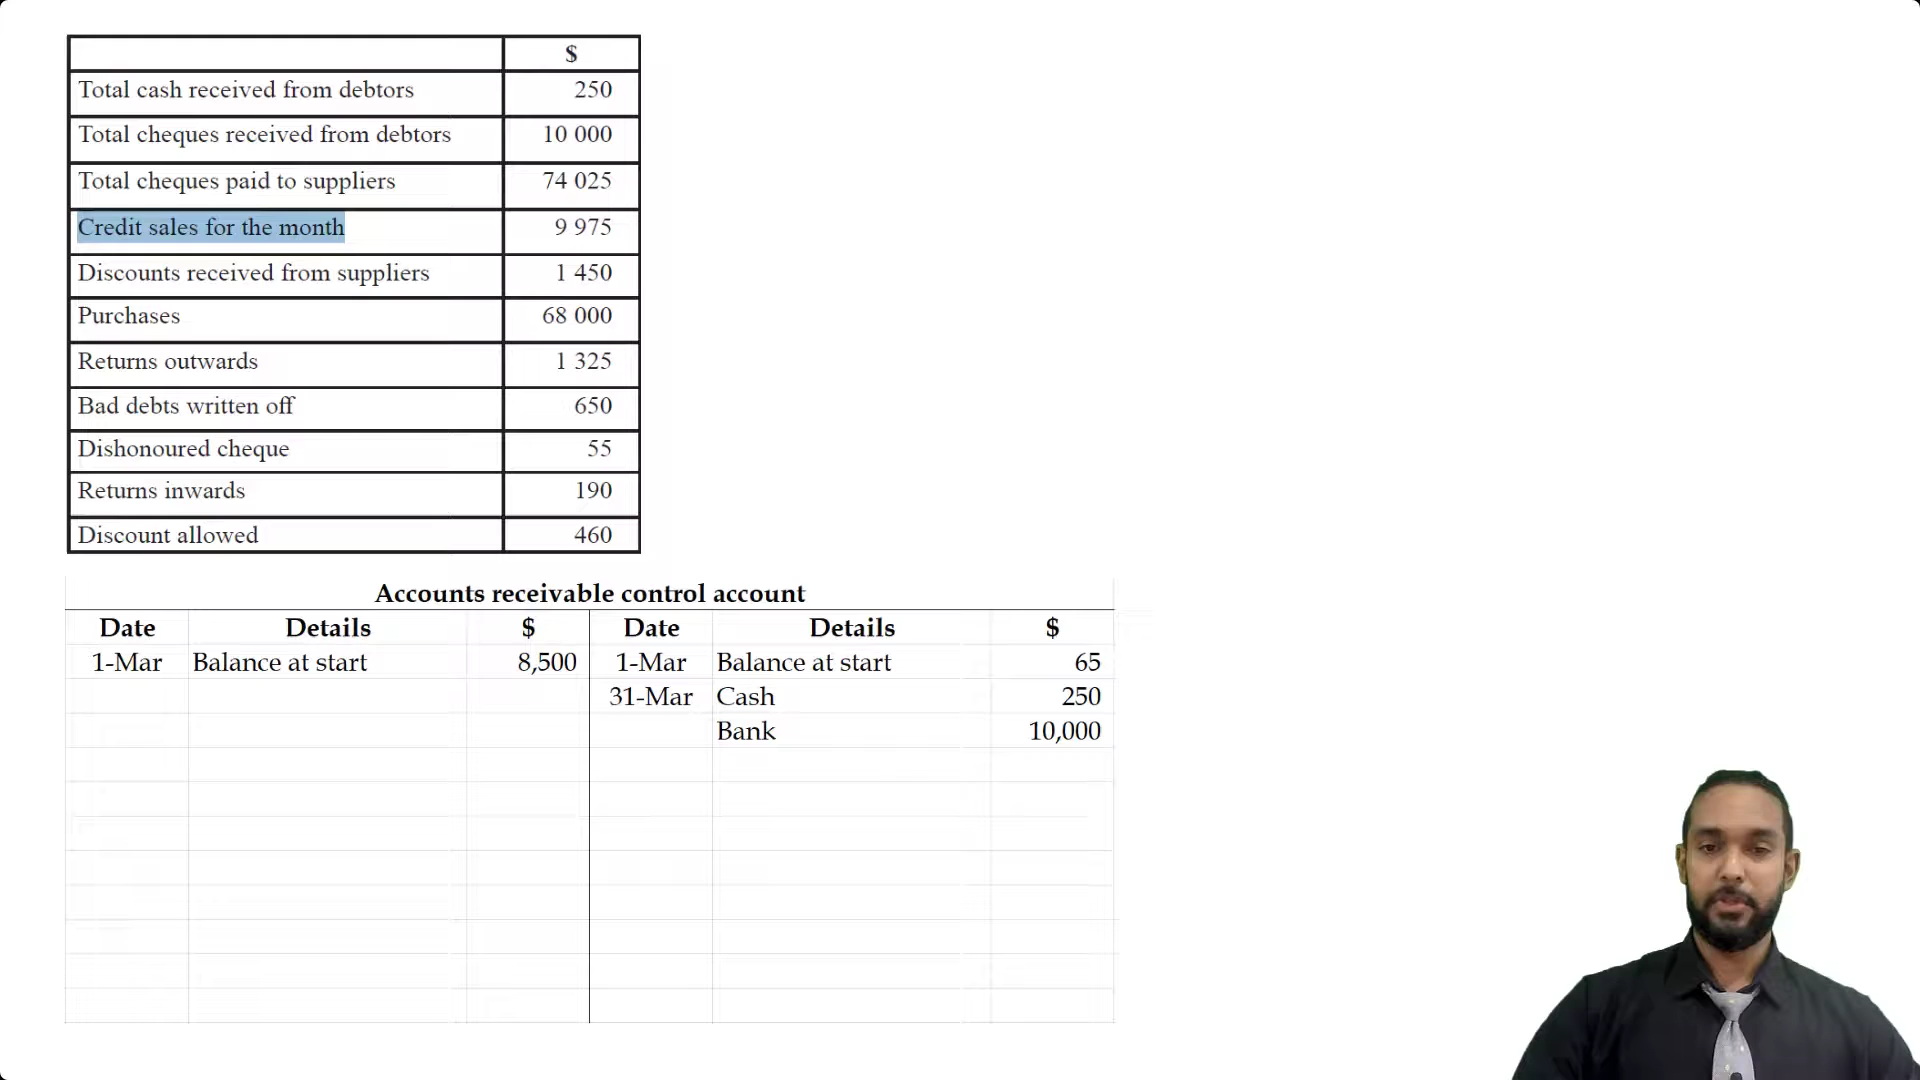 $
Total cash received from debtors 250
Total cheques received from debtors 10 000
Total cheques paid to suppliers 74 025
Credit sales for the month 9 975
Discounts received from suppliers 1 450
Purchases 68 000
Returns outwards 1 325
Bad debts written off 650
Dishonoured cheque 55
Returns inwards 190
Discount allowed 460
Accounts receivable control account
Date Details $ Date Details $
1-Mar Balance at start 8,500 1-Mar Balance at start 65
31-Mar Cash 250
Bank 10,000